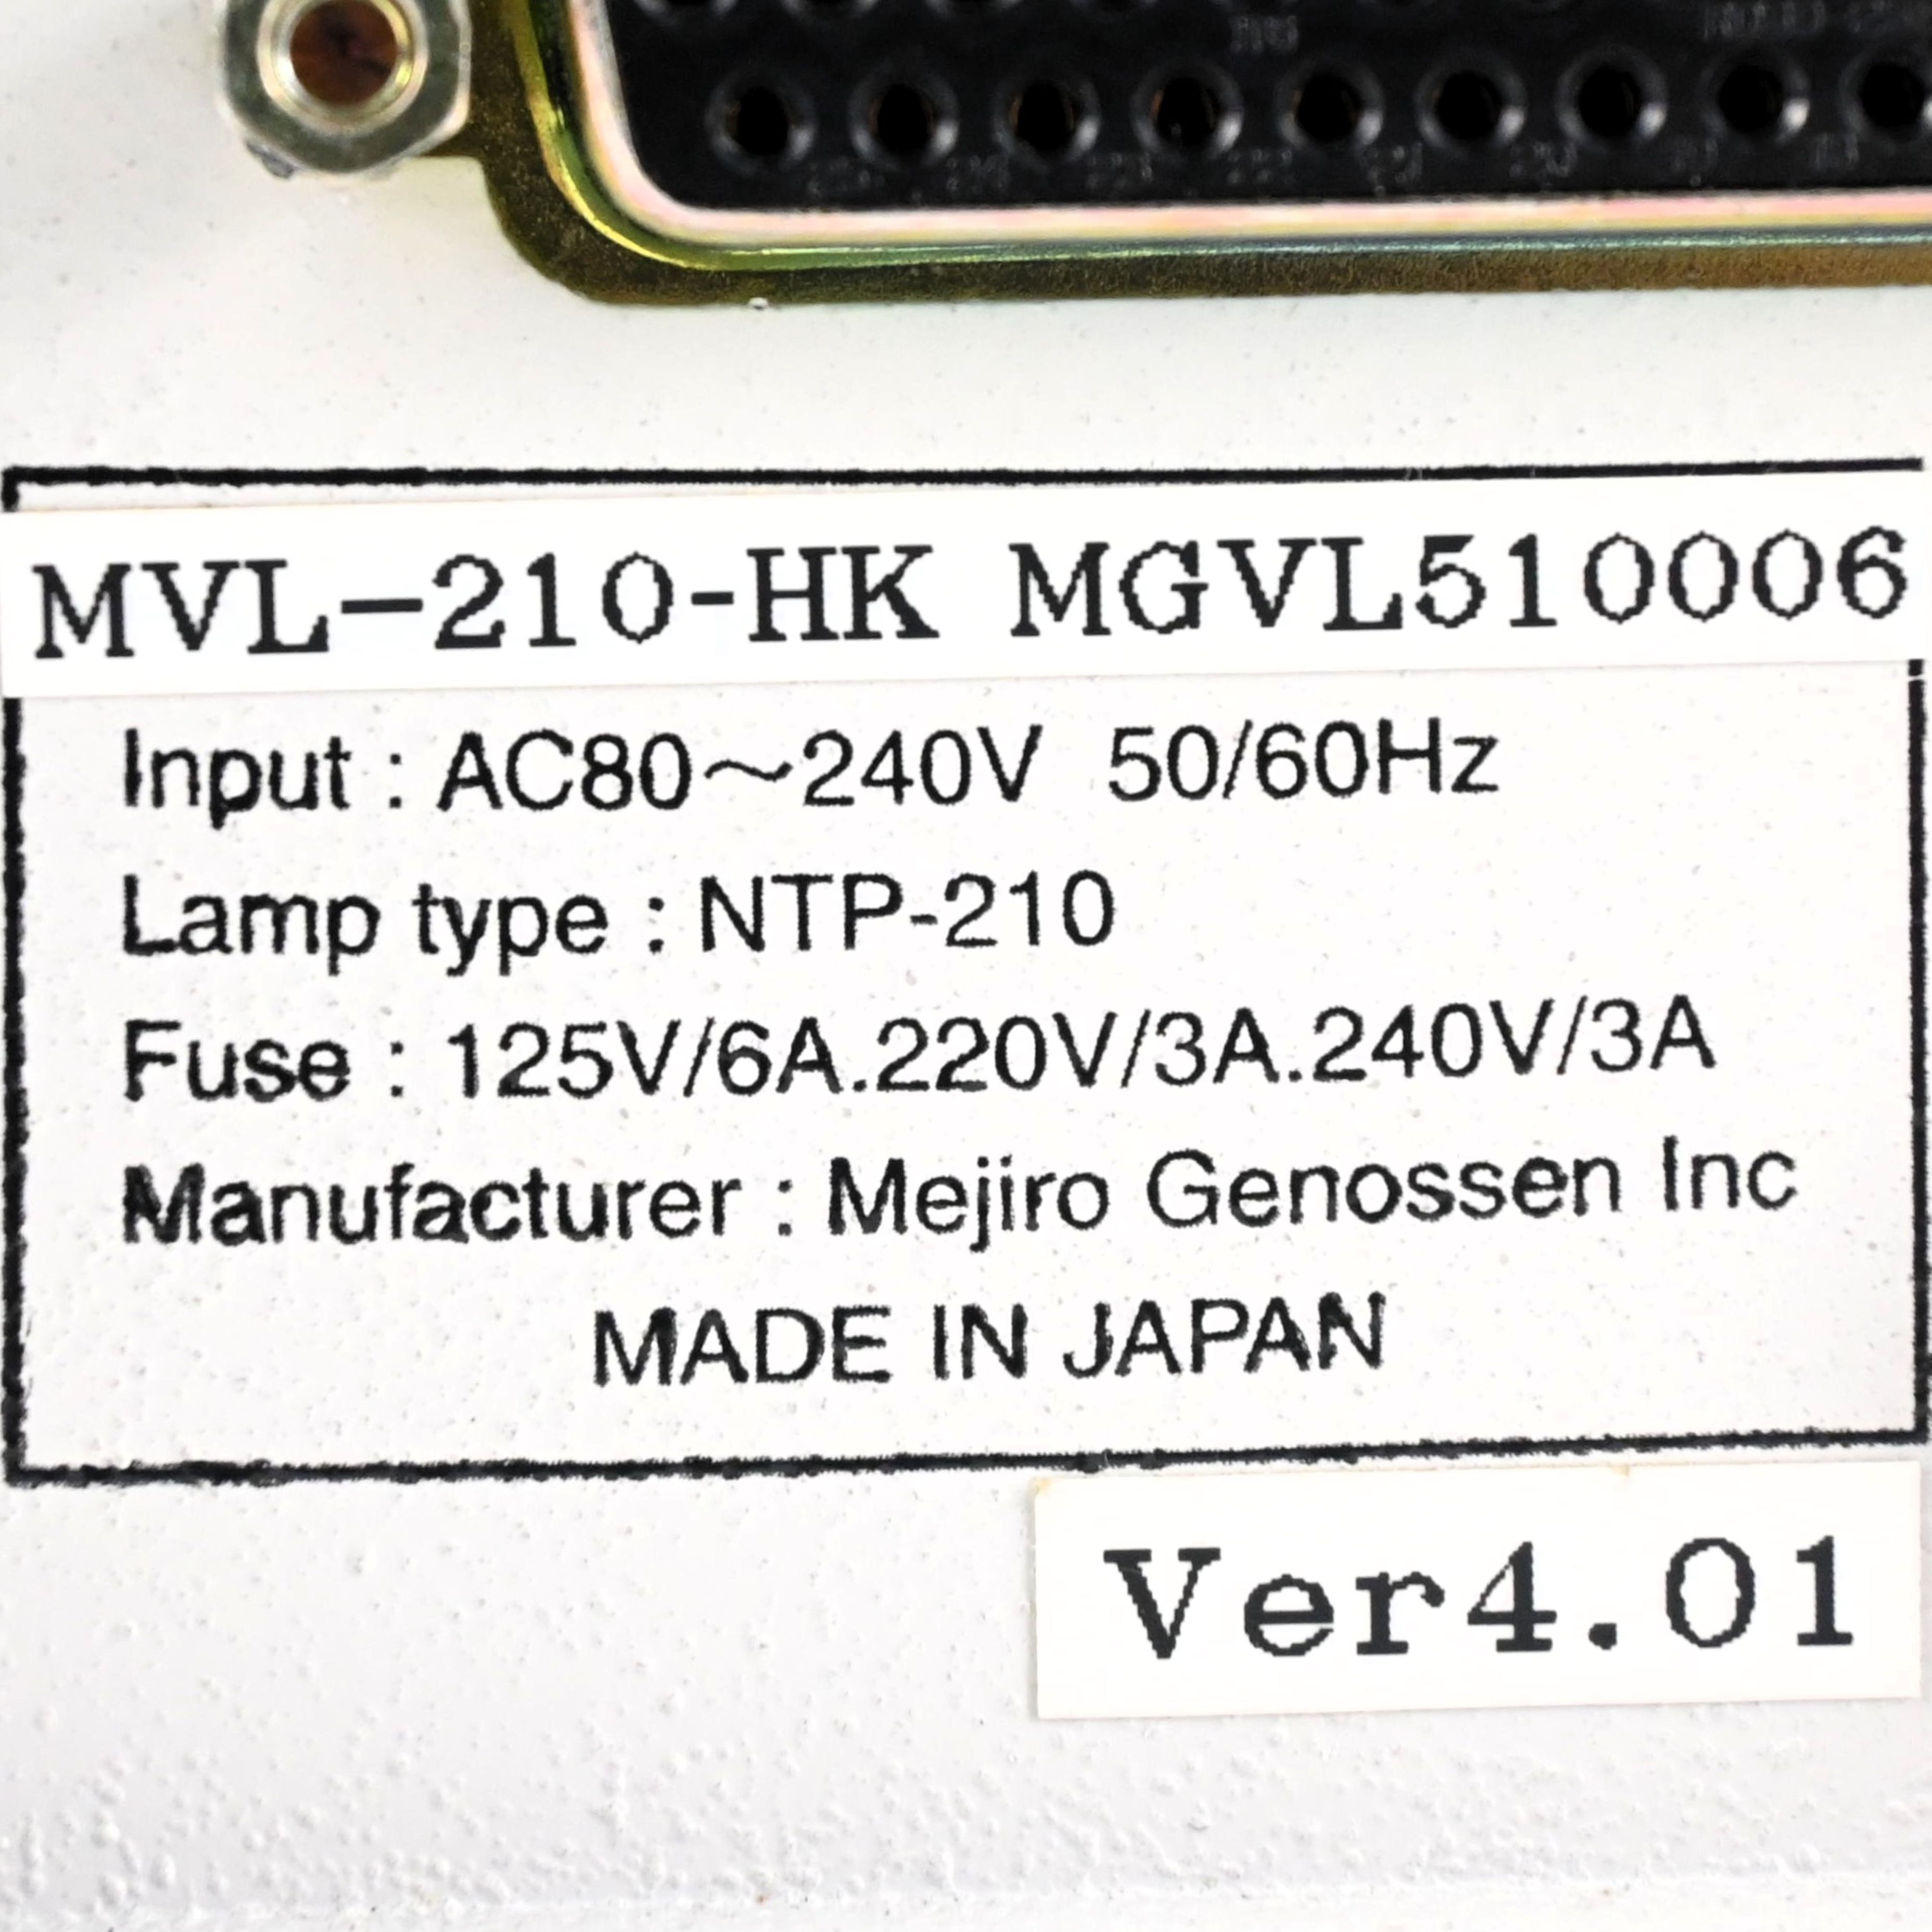 MVL-210-HK MGVL510006
Input : AC80~240V 50/60Hz
Lamp type : NTP-210
Fuse : 125V/6A.220V/3A.240V/3A
Manufacturer : Mejiro Genossen Inc
MADE IN JAPAN
Ver4.01